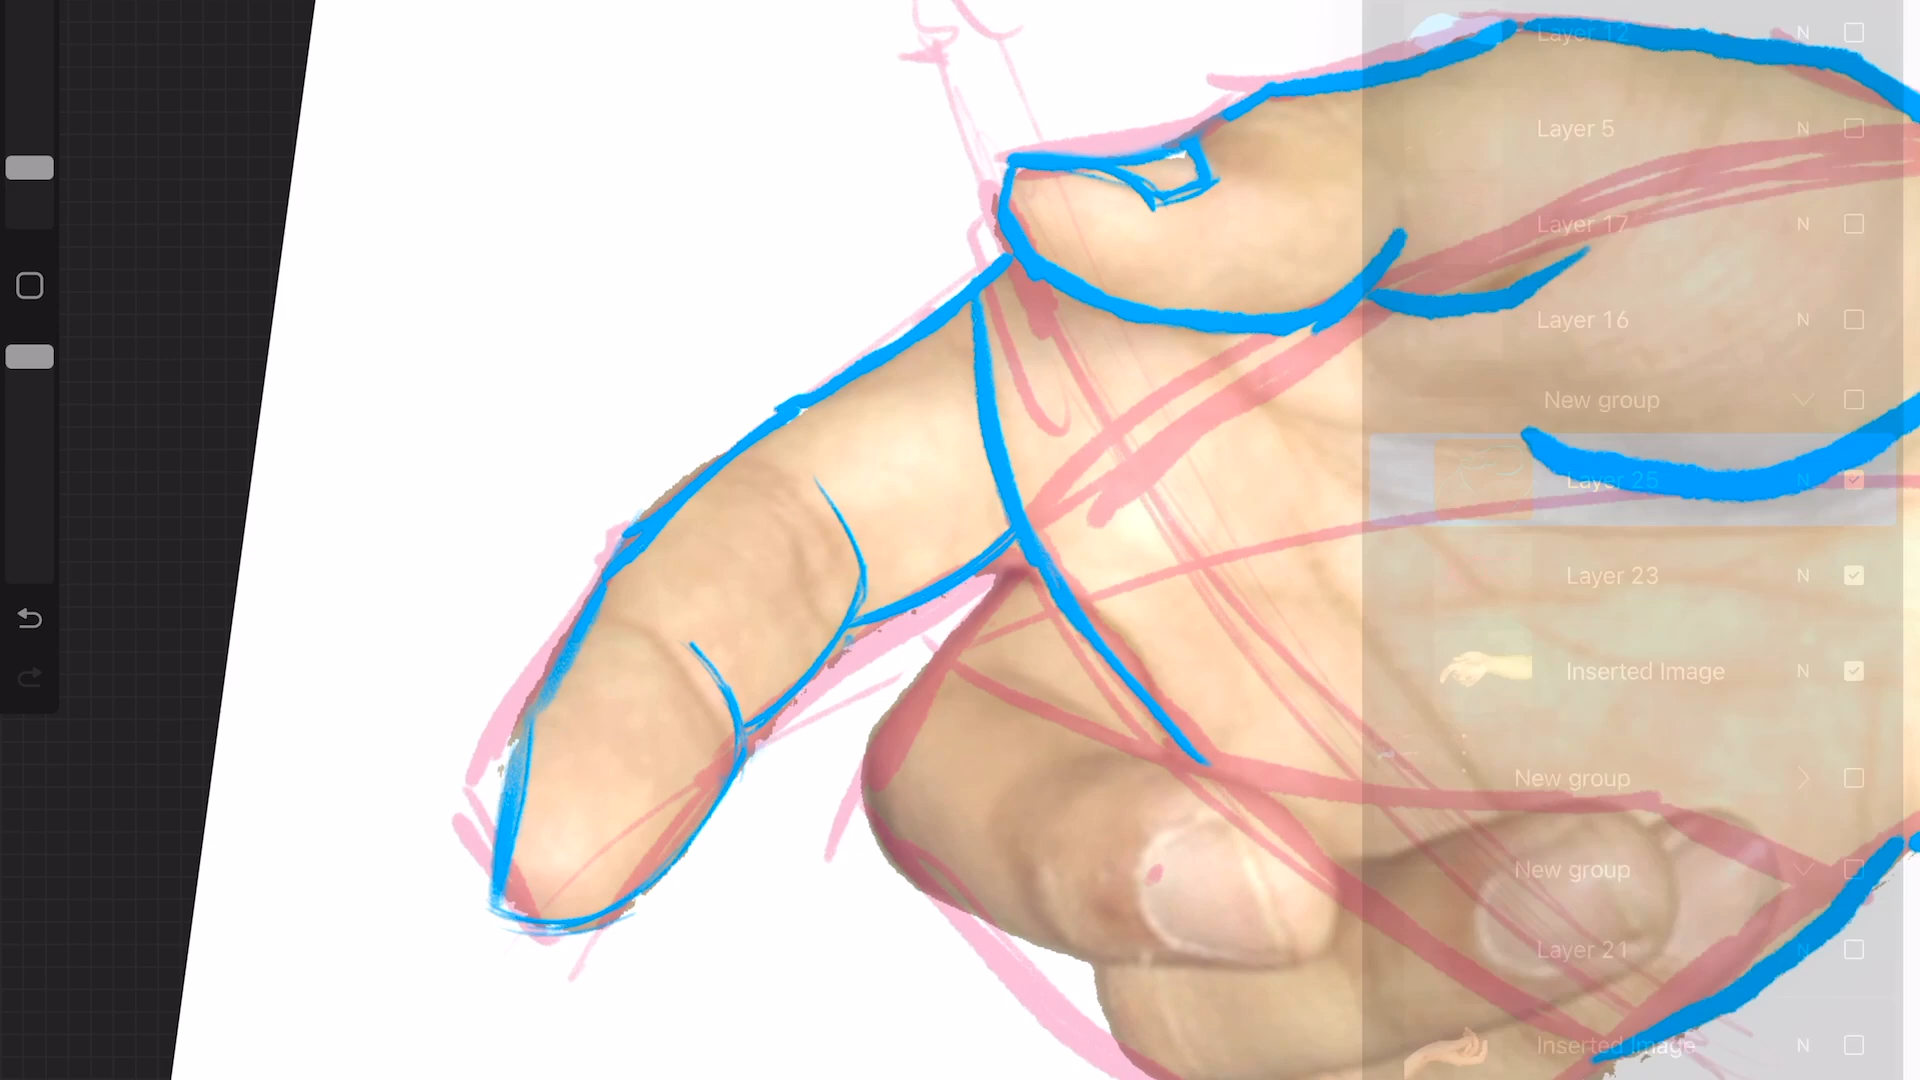 Layer 12 N
Layer 5 N
Layer 17 N
Layer 16 N
New group
Layer 25 N
Layer 23 N
Inserted Image N
New group
New group
Layer 21 N
Inserted Image N